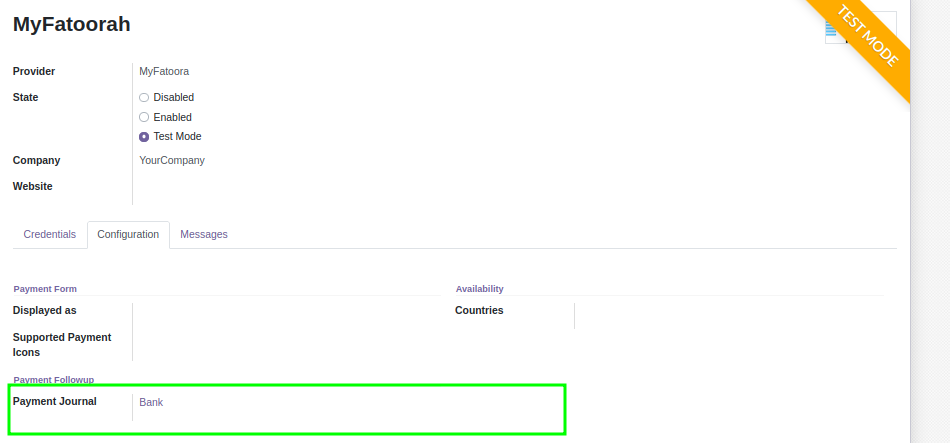 MyFatoorah
TEST MODE
Provider
MyFatoora
State
Disabled
Enabled
Test Mode
Company
YourCompany
Website
Credentials
Configuration
Messages
Payment Form
Availability
Displayed as
Countries
Supported Payment
Icons
Payment Followup
Payment Journal
Bank